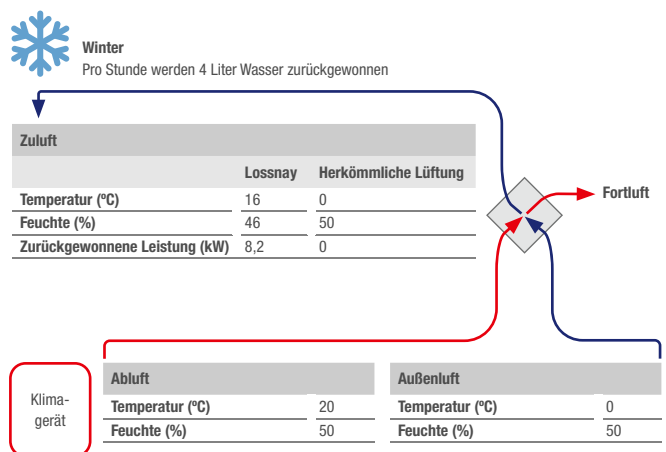 Winter
Pro Stunde werden 4 Liter Wasser zurückgewonnen
Zuluft
Lossnay Herkömmliche Lüftung
Temperatur (ºC) 16 0
Feuchte (%) 46 50
Zurückgewonnene Leistung (kW) 8,2 0
Fortluft
Klima-
gerät
Abluft
Temperatur (ºC) 20
Feuchte (%) 50
Außenluft
Temperatur (ºC) 0
Feuchte (%) 50